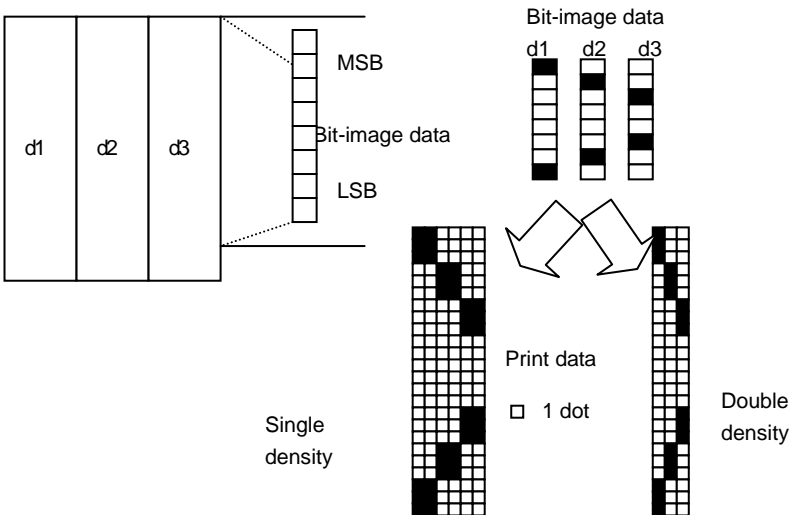 Bit-image data
d1 d2 d3
MSB
Bit-image data
LSB
d1 d2 d3
Print data
1 dot
Single
density
Double
density